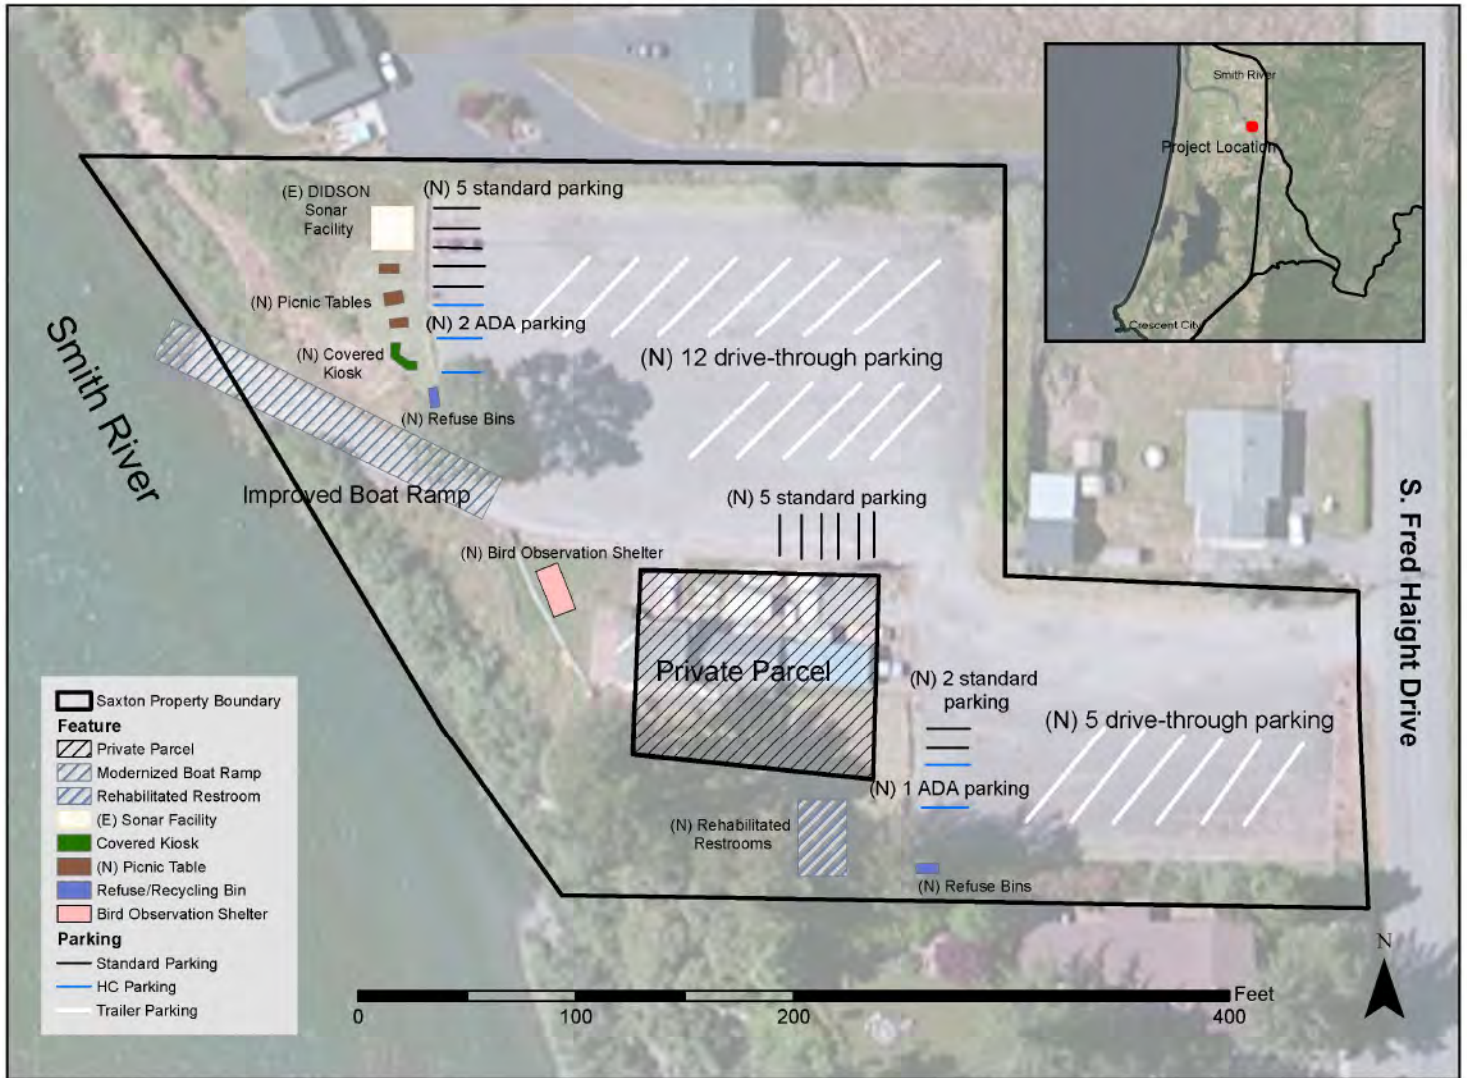 Smith River
Project Location
Crescent City
(E) DIDSON
Sonar
Facility
(N) 5 standard parking
(N) Picnic Tables
(N) 2 ADA parking
(N) Covered
Kiosk
(N) 12 drive-through parking
(N) Refuse Bins
Smith River
Improved Boat Ramp
(N) 5 standard parking
(N) Bird Observation Shelter
S. Fred Haight Drive
Private Parcel
(N) 2 standard
parking
(N) 5 drive-through parking
(N) 1 ADA parking
(N) Rehabilitated
Restrooms
(N) Refuse Bins
Saxton Property Boundary
Feature
Private Parcel
Modernized Boat Ramp
Rehabilitated Restroom
(E) Sonar Facility
Covered Kiosk
(N) Picnic Table
Refuse/Recycling Bin
Bird Observation Shelter
Parking
Standard Parking
HC Parking
Trailer Parking
N
Feet
0 100 200 400